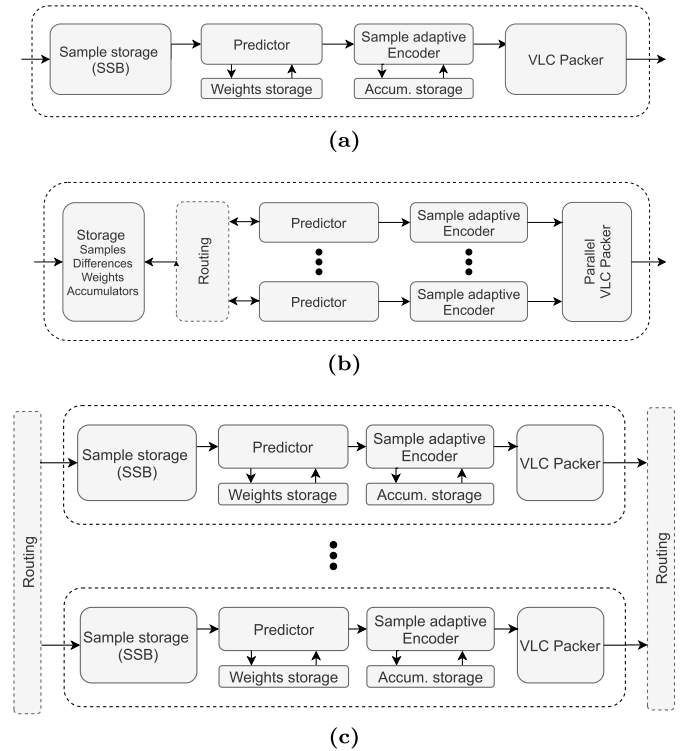 Sample storage
(SSB)
Predictor
Weights storage
Sample adaptive
Encoder
Accum. storage
VLC Packer
(a)
Storage
Samples
Differences
Weights
Accumulators
Routing
Predictor
Sample adaptive
Encoder
Predictor
Sample adaptive
Encoder
Parallel
VLC Packer
(b)
Routing
Sample storage
(SSB)
Predictor
Weights storage
Sample adaptive
Encoder
Accum. storage
VLC Packer
Sample storage
(SSB)
Predictor
Weights storage
Sample adaptive
Encoder
Accum. storage
VLC Packer
Routing
(c)